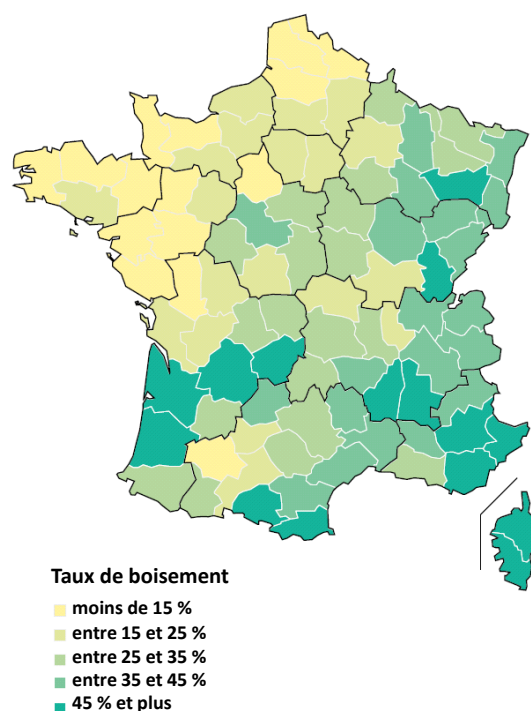 Taux de boisement
moins de 15 %
entre 15 et 25 %
entre 25 et 35 %
entre 35 et 45 %
45 % et plus